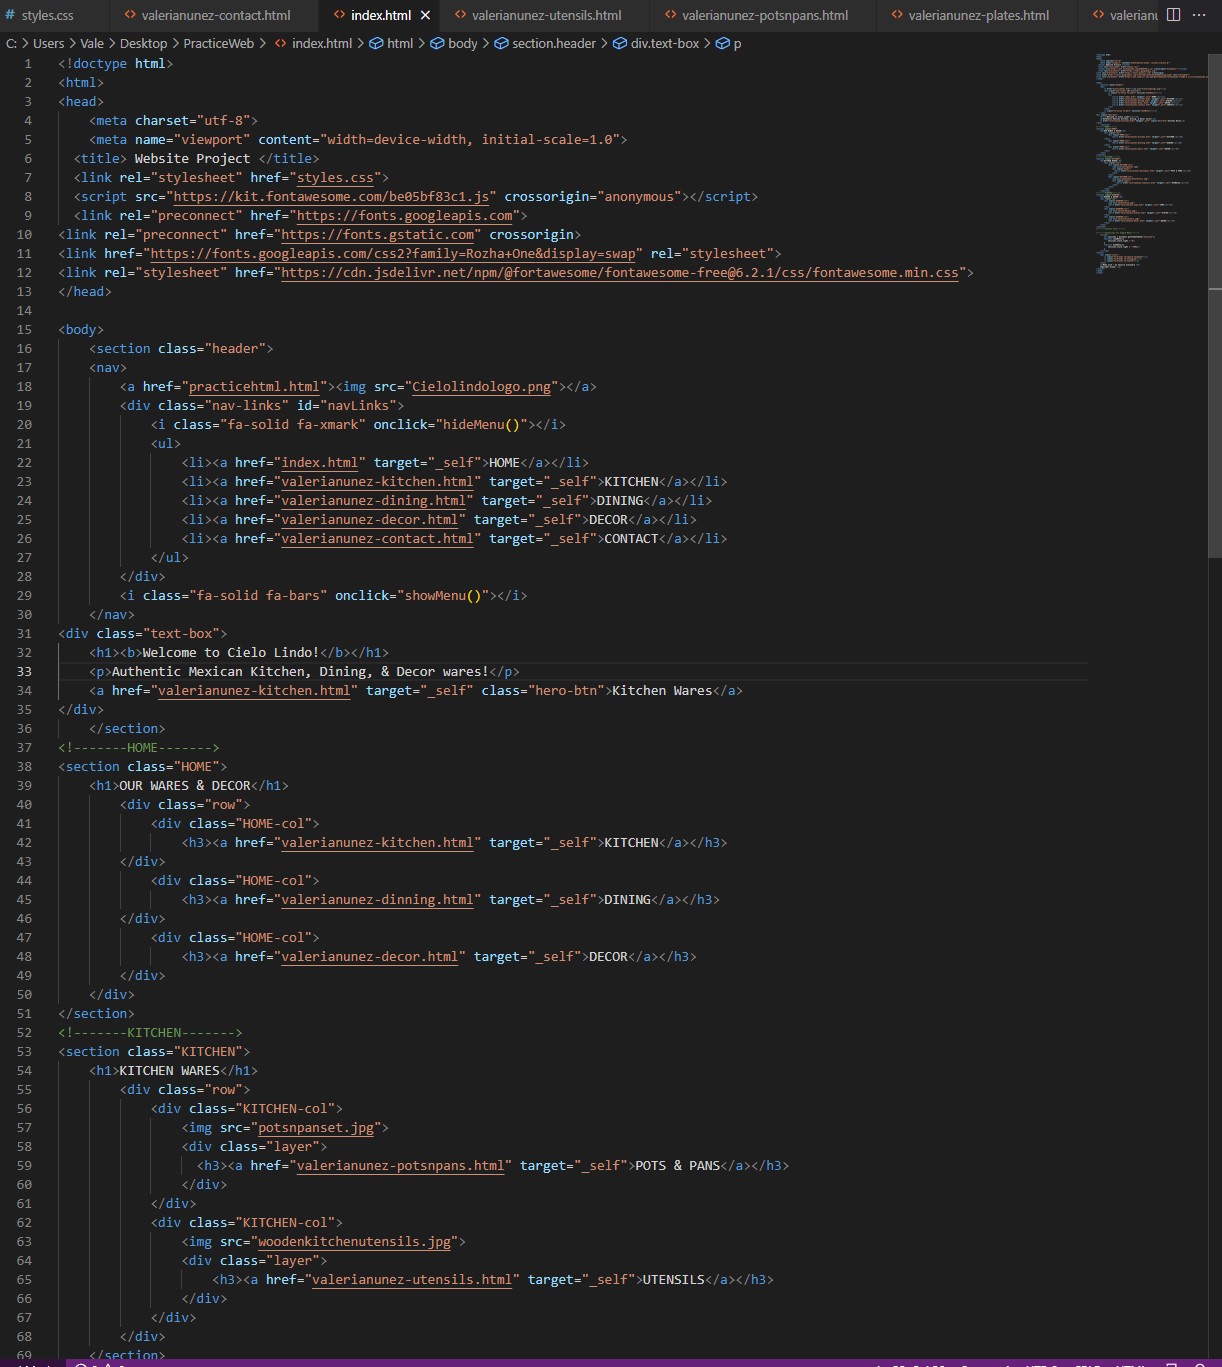 # styles.css <> valerianunez-contact.html <> index.html × <> valerianunez-utensils.html <> valerianunez-potsnpans.html <> valerianunez-plates.html <> valerianu ···
C: > Users > Vale > Desktop > PracticeWeb > <> index.html > html > body > section.header > div.text-box > p
1 <!doctype html>
2 <html>
3 <head>
4 <meta charset="utf-8">
5 <meta name="viewport" content="width=device-width, initial-scale=1.0">
6 <title> Website Project </title>
7 <link rel="stylesheet" href="styles.css">
8 <script src="https://kit.fontawesome.com/be05bf83c1.js" crossorigin="anonymous"></script>
9 <link rel="preconnect" href="https://fonts.googleapis.com">
10 <link rel="preconnect" href="https://fonts.gstatic.com" crossorigin>
11 <link href="https://fonts.googleapis.com/css2?family=Rozha+One&display=swap" rel="stylesheet">
12 <link rel="stylesheet" href="https://cdn.jsdelivr.net/npm/@fortawesome/fontawesome-free@6.2.1/css/fontawesome.min.css">
13 </head>
14
15 <body>
16 <section class="header">
17 <nav>
18 <a href="practicehtml.html"><img src="Cielolindologo.png"></a>
19 <div class="nav-links" id="navLinks">
20 <i class="fa-solid fa-xmark" onclick="hideMenu()"></i>
21 <ul>
22 <li><a href="index.html" target="_self">HOME</a></li>
23 <li><a href="valerianunez-kitchen.html" target="_self">KITCHEN</a></li>
24 <li><a href="valerianunez-dining.html" target="_self">DINING</a></li>
25 <li><a href="valerianunez-decor.html" target="_self">DECOR</a></li>
26 <li><a href="valerianunez-contact.html" target="_self">CONTACT</a></li>
27 </ul>
28 </div>
29 <i class="fa-solid fa-bars" onclick="showMenu()"></i>
30 </nav>
31 <div class="text-box">
32 <h1><b>Welcome to Cielo Lindo!</b></h1>
33 <p>Authentic Mexican Kitchen, Dining, & Decor wares!</p>
34 <a href="valerianunez-kitchen.html" target="_self" class="hero-btn">Kitchen Wares</a>
35 </div>
36 </section>
37 <!-------HOME------->
38 <section class="HOME">
39 <h1>OUR WARES & DECOR</h1>
40 <div class="row">
41 <div class="HOME-col">
42 <h3><a href="valerianunez-kitchen.html" target="_self">KITCHEN</a></h3>
43 </div>
44 <div class="HOME-col">
45 <h3><a href="valerianunez-dinning.html" target="_self">DINING</a></h3>
46 </div>
47 <div class="HOME-col">
48 <h3><a href="valerianunez-decor.html" target="_self">DECOR</a></h3>
49 </div>
50 </div>
51 </section>
52 <!-------KITCHEN------->
53 <section class="KITCHEN">
54 <h1>KITCHEN WARES</h1>
55 <div class="row">
56 <div class="KITCHEN-col">
57 <img src="potsnpanset.jpg">
58 <div class="layer">
59 <h3><a href="valerianunez-potsnpans.html" target="_self">POTS & PANS</a></h3>
60 </div>
61 </div>
62 <div class="KITCHEN-col">
63 <img src="woodenkitchenutensils.jpg">
64 <div class="layer">
65 <h3><a href="valerianunez-utensils.html" target="_self">UTENSILS</a></h3>
66 </div>
67 </div>
68 </div>
69 </section>